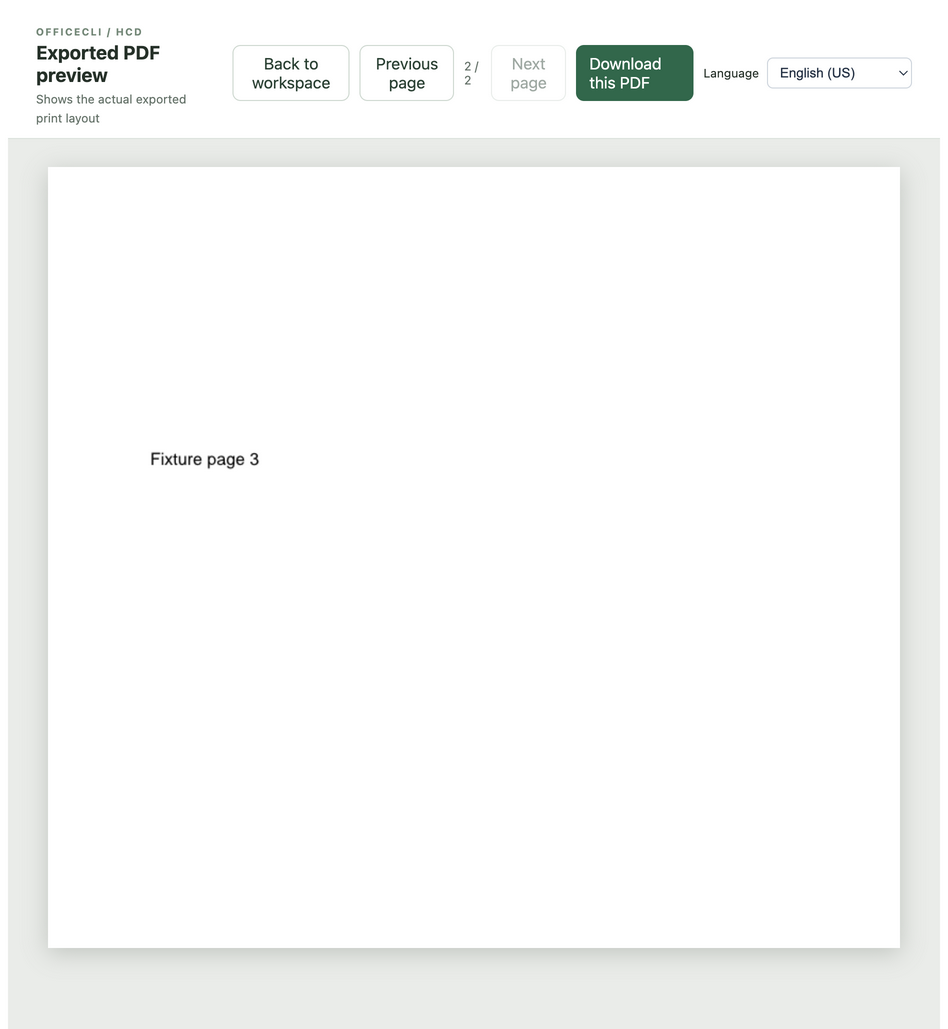 OFFICECLI / HCD
Exported PDF
preview
Shows the actual exported
print layout
Back to
workspace
Previous
page
2 /
2
Next
page
Download
this PDF
Language
English (US)
Fixture page 3